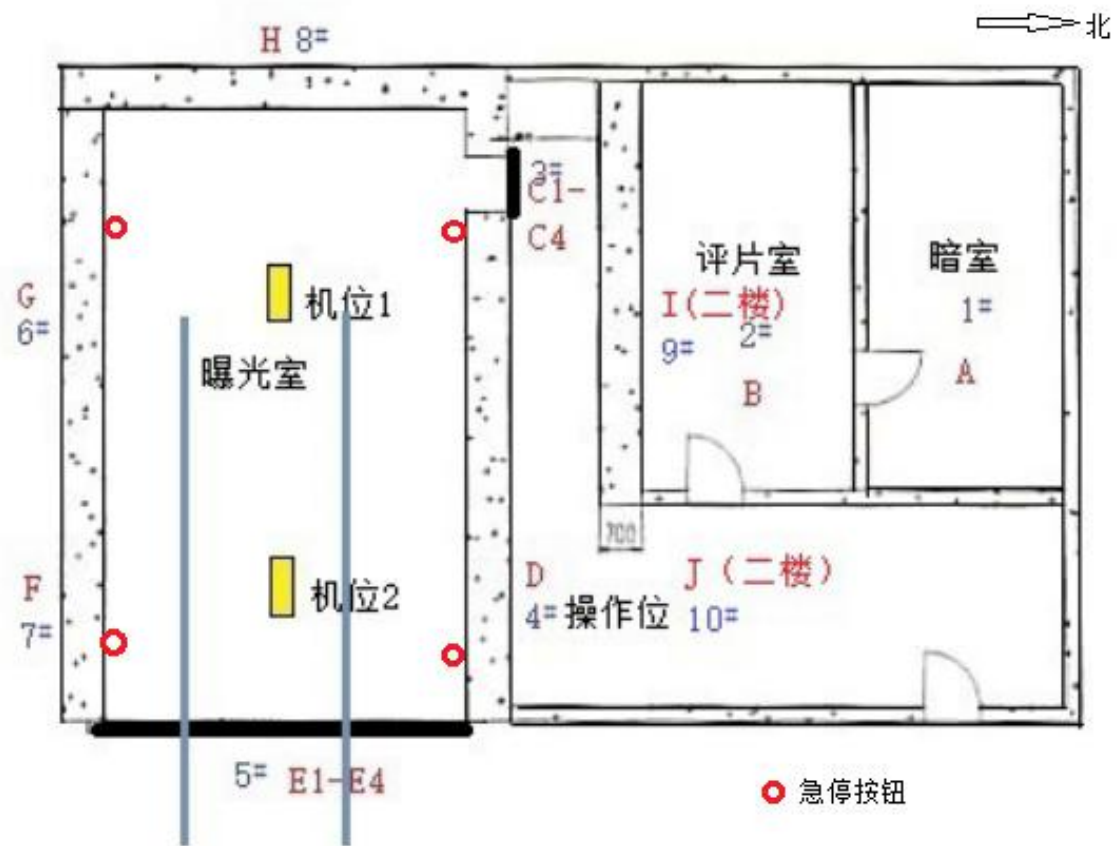 H 8#
北
3#
C1-
C4
评片室
暗室
G
6#
机位1
I(二楼)
1#
2#
9#
曝光室
A
B
700
F
7#
机位2
D
J（二楼）
4# 操作位 10#
5# E1-E4
急停按钮